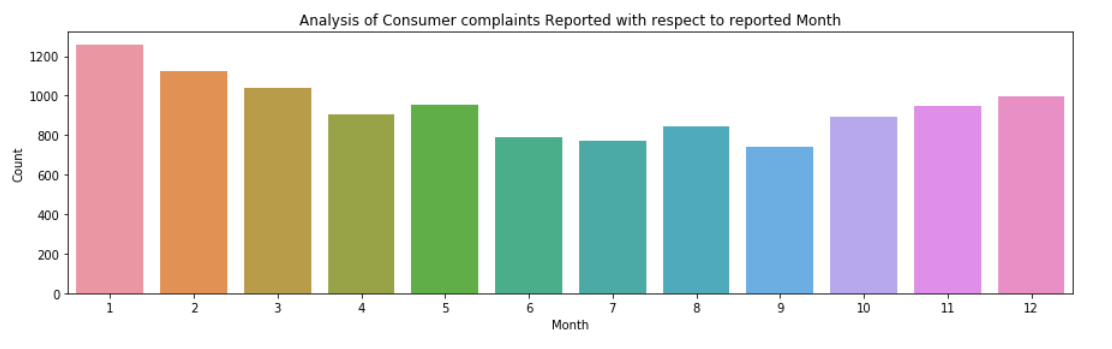 Analysis of Consumer complaints Reported with respect to reported Month
1200
1000
800
600
400
200
0
Count
1 2 3 4 5 6 7 8 9 10 11 12
Month